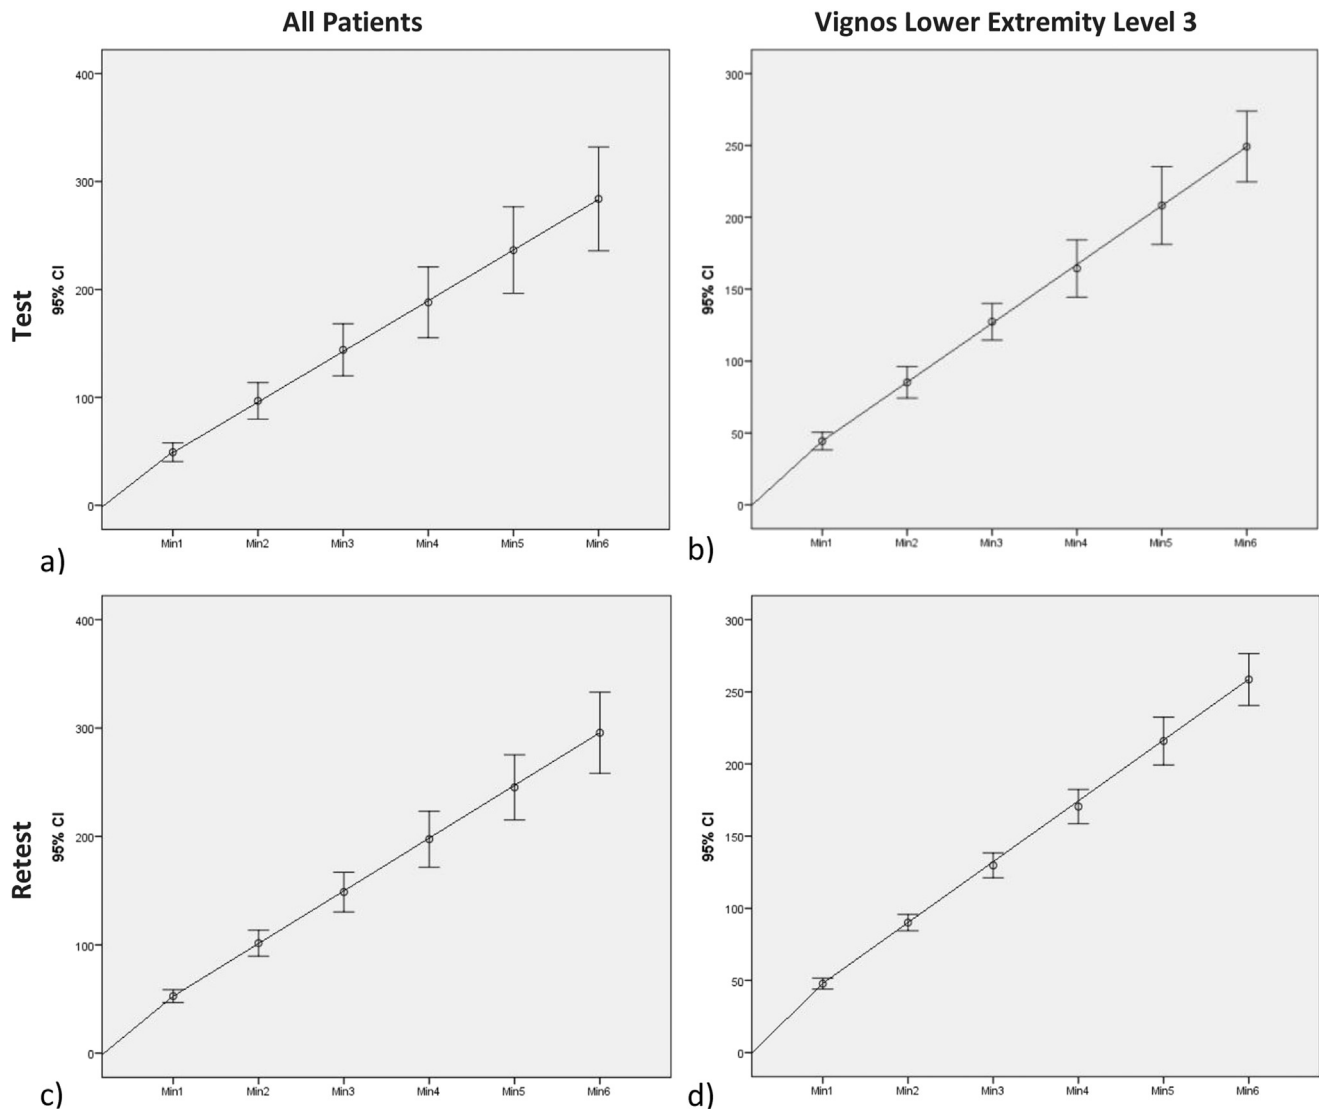 All Patients
Vignos Lower Extremity Level 3
Test
95% CI
400
300
200
100
0
Min1 Min2 Min3 Min4 Min5 Min6
a)
95% CI
300
250
200
150
100
50
0
Min1 Min2 Min3 Min4 Min5 Min6
b)
Retest
95% CI
400
300
200
100
0
Min1 Min2 Min3 Min4 Min5 Min6
c)
95% CI
300
250
200
150
100
50
0
Min1 Min2 Min3 Min4 Min5 Min6
d)